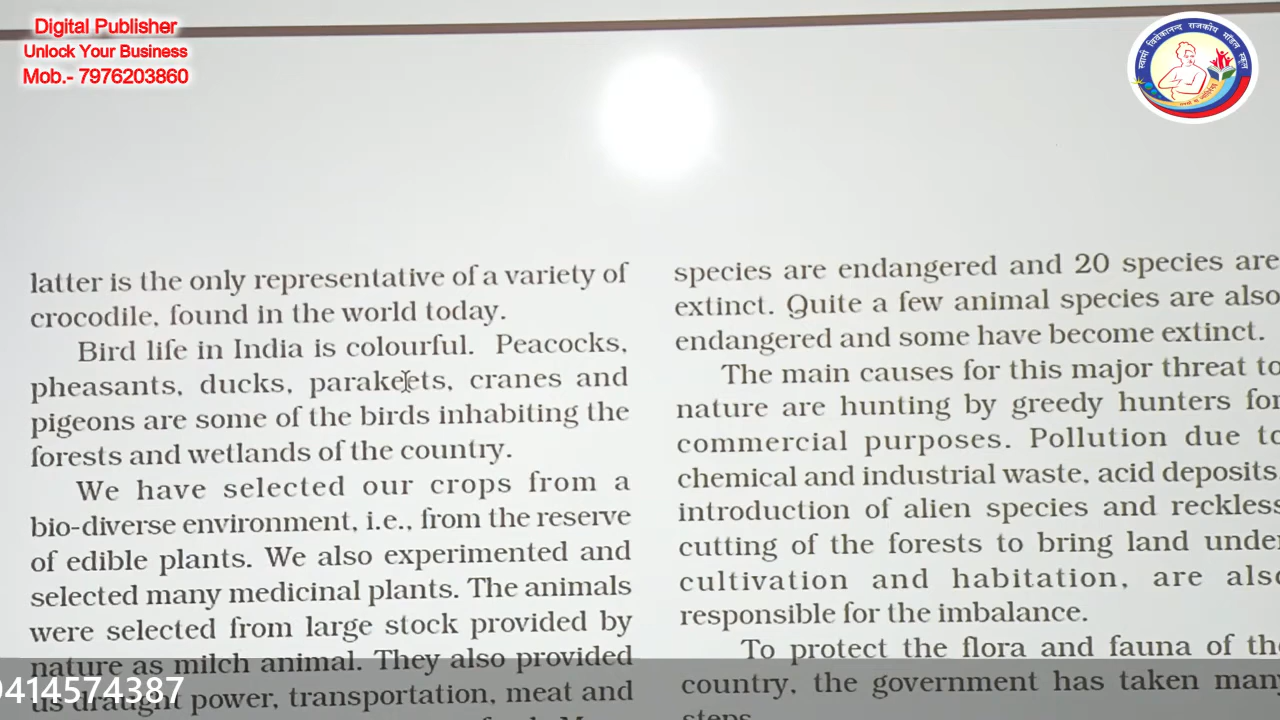 Digital Publisher
Unlock Your Business
Mob.- 7976203860
स्वामी विवेकानन्द राजकीय मॉडल स्कूल
latter is the only representative of a variety of
crocodile, found in the world today.
Bird life in India is colourful. Peacocks,
pheasants, ducks, parakeets, cranes and
pigeons are some of the birds inhabiting the
forests and wetlands of the country.
We have selected our crops from a
bio-diverse environment, i.e., from the reserve
of edible plants. We also experimented and
selected many medicinal plants. The animals
were selected from large stock provided by
nature as milch animal. They also provided
us draught power, transportation, meat and
species are endangered and 20 species are
extinct. Quite a few animal species are also
endangered and some have become extinct.
The main causes for this major threat to
nature are hunting by greedy hunters for
commercial purposes. Pollution due to
chemical and industrial waste, acid deposits,
introduction of alien species and reckless
cutting of the forests to bring land under
cultivation and habitation, are also
responsible for the imbalance.
To protect the flora and fauna of the
country, the government has taken many
steps.
9414574387